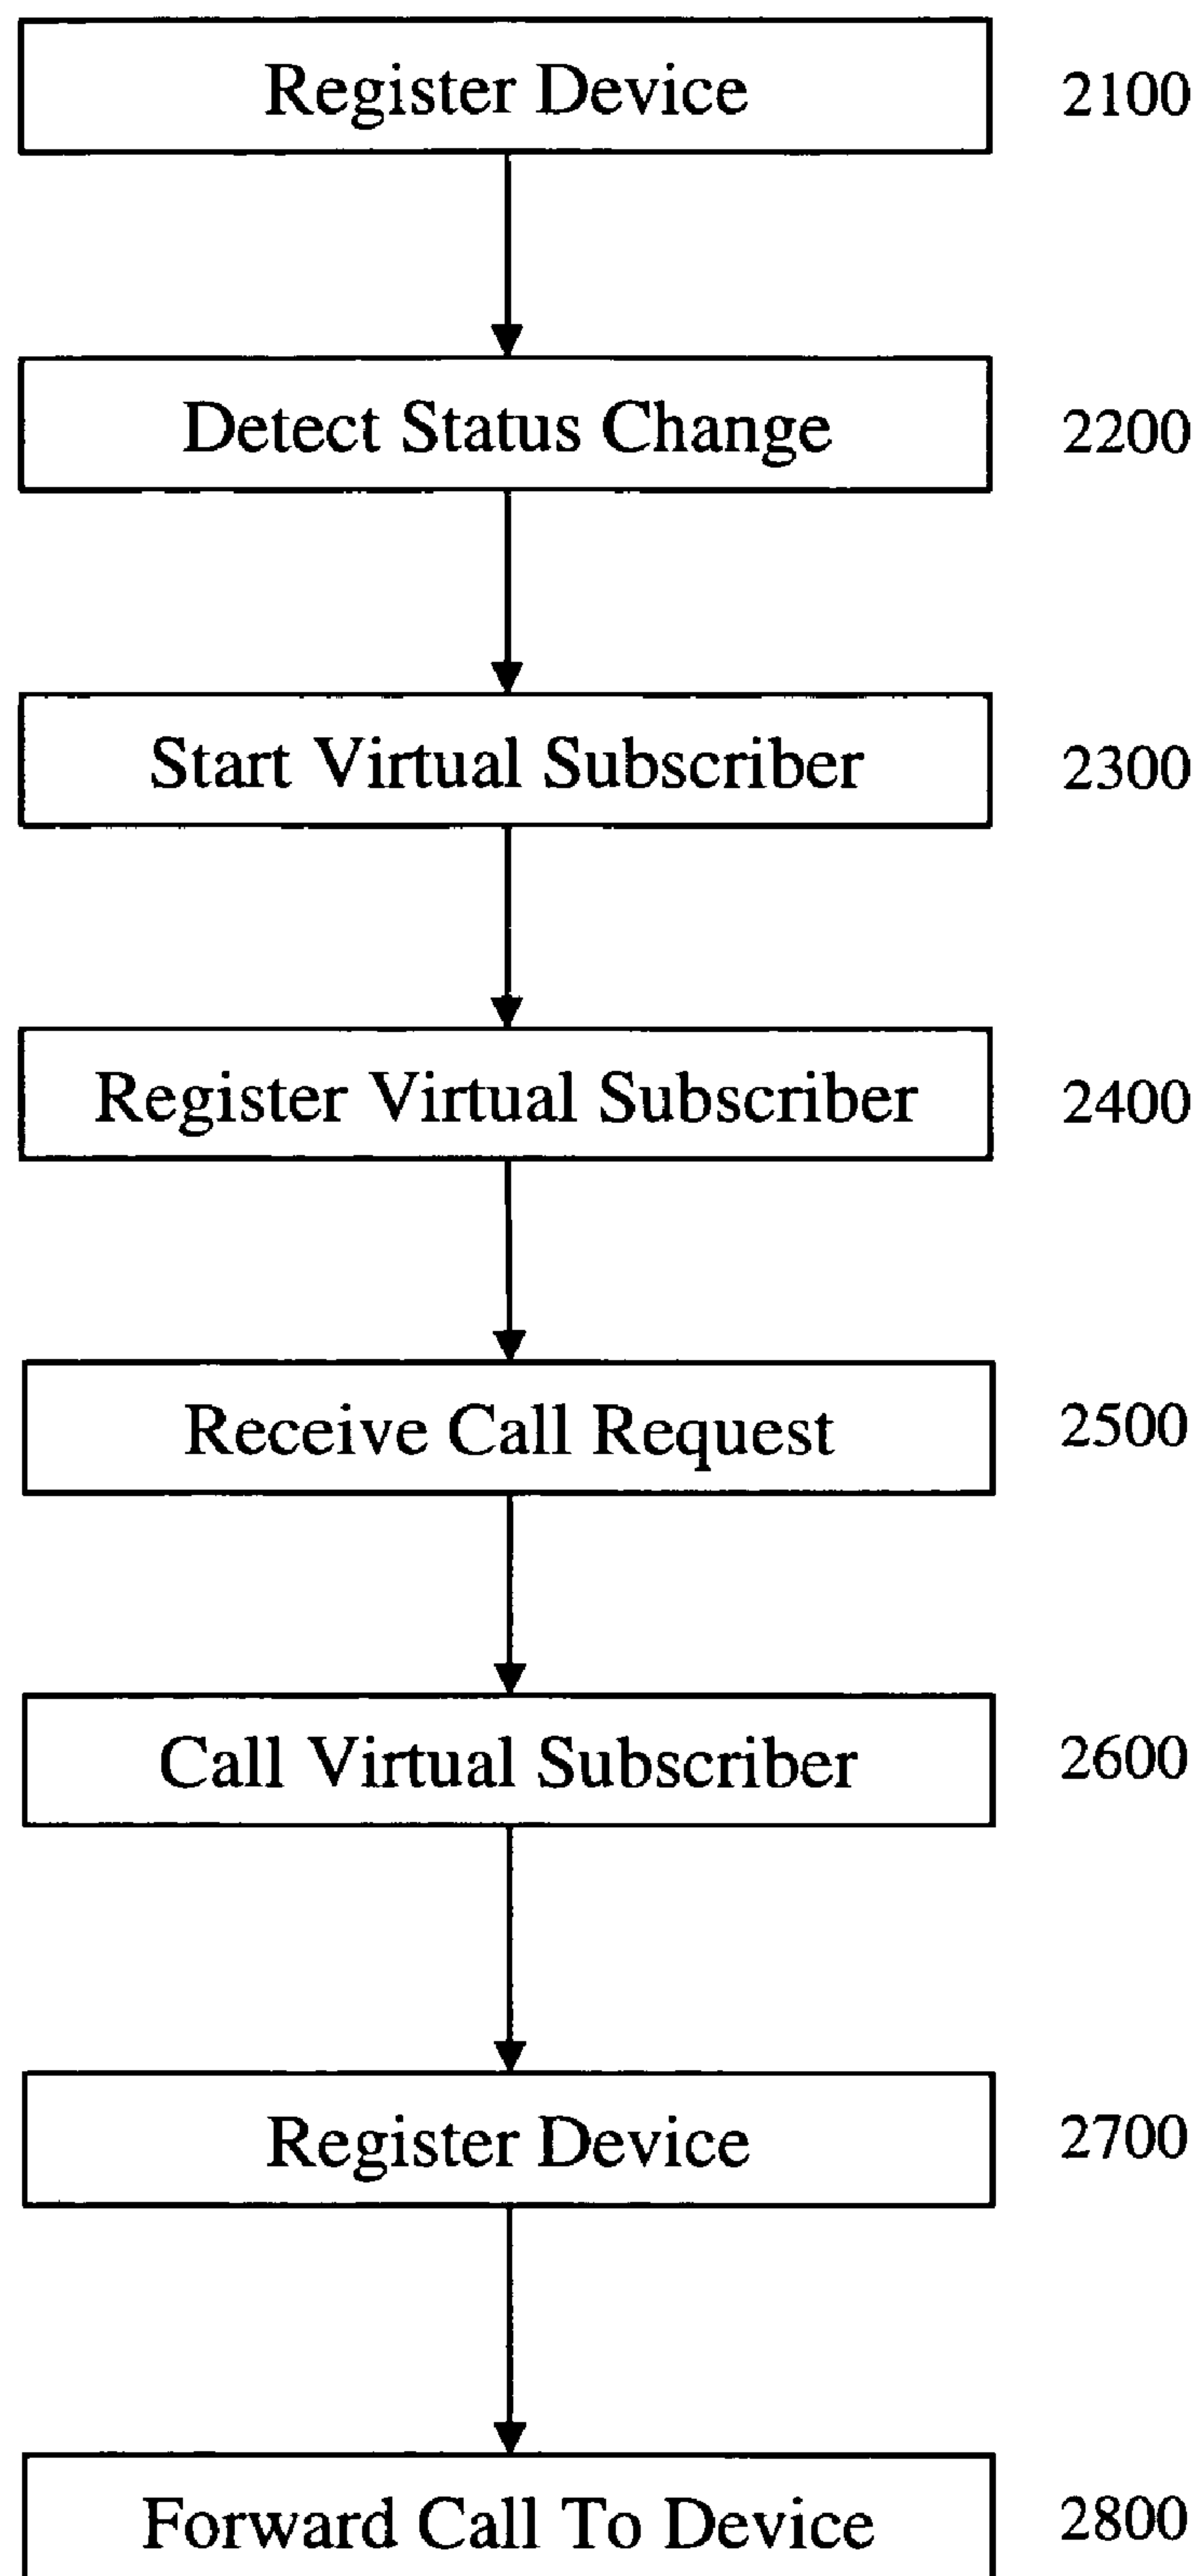 Register Device 2100
Detect Status Change 2200
Start Virtual Subscriber 2300
Register Virtual Subscriber 2400
Receive Call Request 2500
Call Virtual Subscriber 2600
Register Device 2700
Forward Call To Device 2800